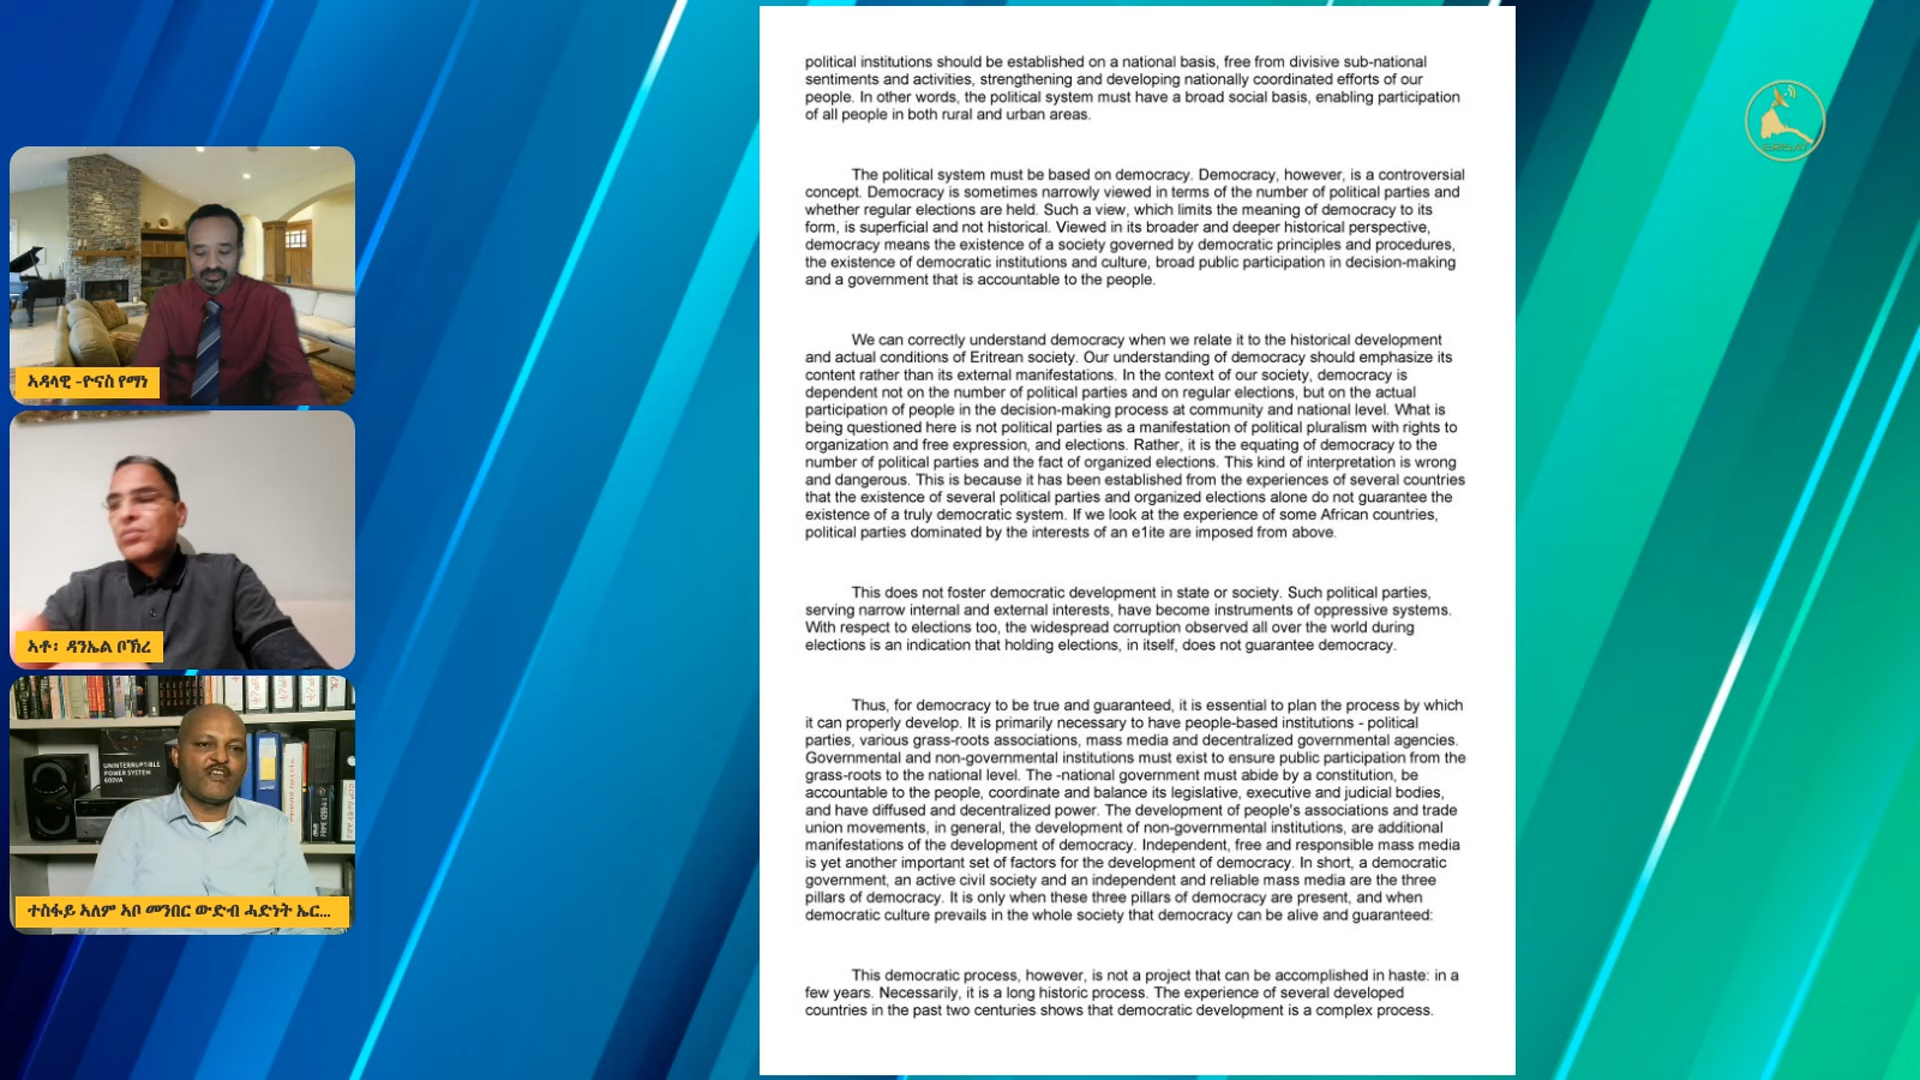 political institutions should be established on a national basis, free from divisive sub-national
sentiments and activities, strengthening and developing nationally coordinated efforts of our
people. In other words, the political system must have a broad social basis, enabling participation
of all people in both rural and urban areas.
The political system must be based on democracy. Democracy, however, is a controversial
concept. Democracy is sometimes narrowly viewed in terms of the number of political parties and
whether regular elections are held. Such a view, which limits the meaning of democracy to its
form, is superficial and not historical. Viewed in its broader and deeper historical perspective,
democracy means the existence of a society governed by democratic principles and procedures,
the existence of democratic institutions and culture, broad public participation in decision-making
and a government that is accountable to the people.
We can correctly understand democracy when we relate it to the historical development
and actual conditions of Eritrean society. Our understanding of democracy should emphasize its
content rather than its external manifestations. In the context of our society, democracy is
dependent not on the number of political parties and on regular elections, but on the actual
participation of people in the decision-making process at community and national level. What is
being questioned here is not political parties as a manifestation of political pluralism with rights to
organization and free expression, and elections. Rather, it is the equating of democracy to the
number of political parties and the fact of organized elections. This kind of interpretation is wrong
and dangerous. This is because it has been established from the experiences of several countries
that the existence of several political parties and organized elections alone do not guarantee the
existence of a truly democratic system. If we look at the experience of some African countries,
political parties dominated by the interests of an e1ite are imposed from above.
This does not foster democratic development in state or society. Such political parties,
serving narrow internal and external interests, have become instruments of oppressive systems.
With respect to elections too, the widespread corruption observed all over the world during
elections is an indication that holding elections, in itself, does not guarantee democracy.
Thus, for democracy to be true and guaranteed, it is essential to plan the process by which
it can properly develop. It is primarily necessary to have people-based institutions - political
parties, various grass-roots associations, mass media and decentralized governmental agencies.
Governmental and non-governmental institutions must exist to ensure public participation from the
grass-roots to the national level. The -national government must abide by a constitution, be
accountable to the people, coordinate and balance its legislative, executive and judicial bodies,
and have diffused and decentralized power. The development of people's associations and trade
union movements, in general, the development of non-governmental institutions, are additional
manifestations of the development of democracy. Independent, free and responsible mass media
is yet another important set of factors for the development of democracy. In short, a democratic
government, an active civil society and an independent and reliable mass media are the three
pillars of democracy. It is only when these three pillars of democracy are present, and when
democratic culture prevails in the whole society that democracy can be alive and guaranteed:
This democratic process, however, is not a project that can be accomplished in haste: in a
few years. Necessarily, it is a long historic process. The experience of several developed
countries in the past two centuries shows that democratic development is a complex process.
ኣዳላዊ -ዮናስ የማነ
ኣቶ፡ ዳንኤል ቦኽረ
ተስፋይ ኣለም ኣቦ መንበር ውድብ ሓድነት ኤር...
UNINTERRUPTIBLE
POWER SYSTEM
600VA
ERISAT